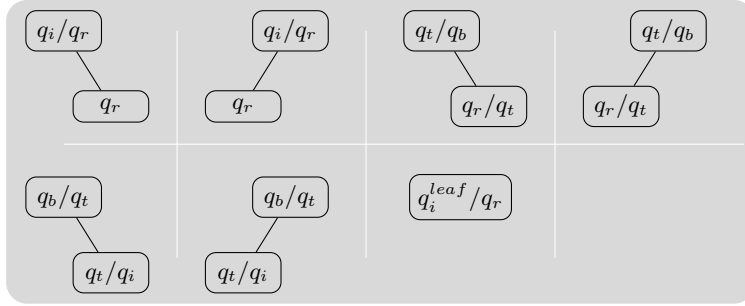 q_i/q_r q_i/q_r q_t/q_b q_t/q_b
q_r q_r q_r/q_t q_r/q_t
q_b/q_t q_b/q_t q_i^{leaf}/q_r
q_t/q_i q_t/q_i